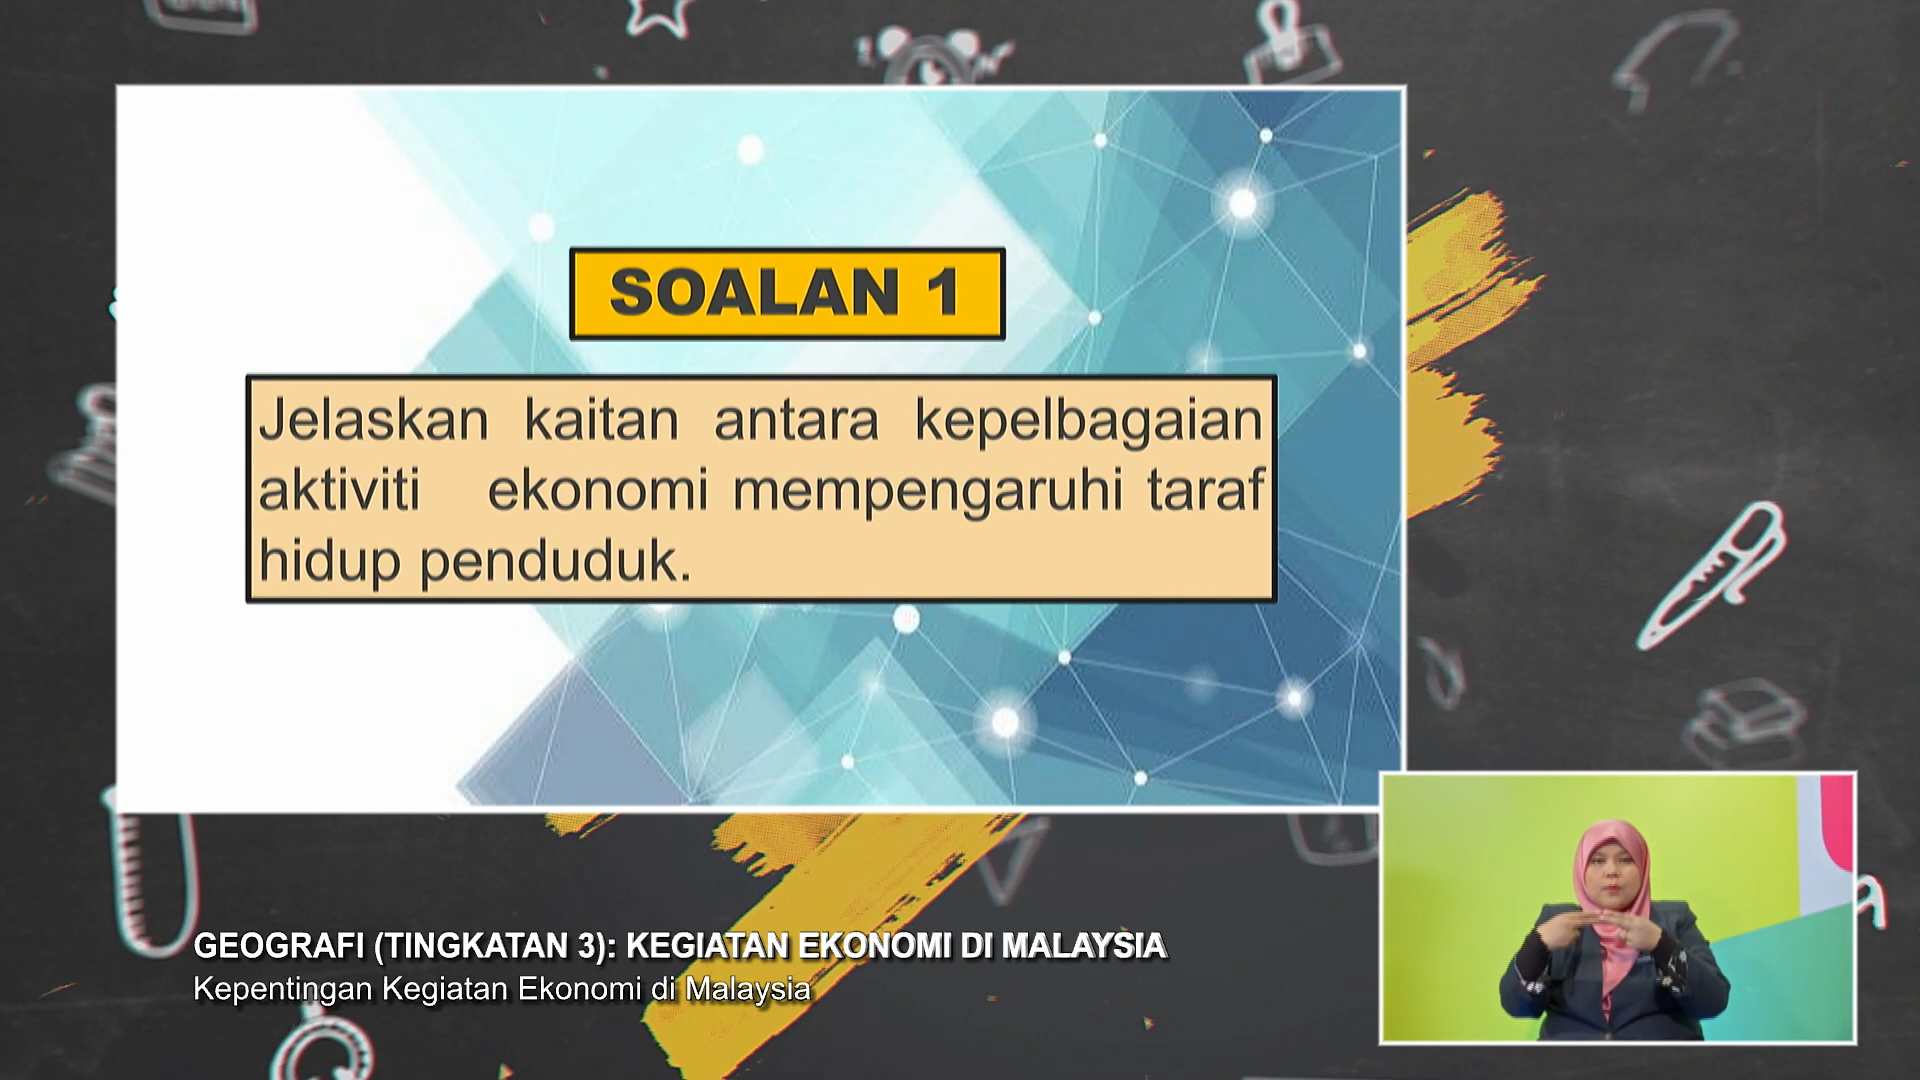 SOALAN 1
Jelaskan kaitan antara kepelbagaian
aktiviti ekonomi mempengaruhi taraf
hidup penduduk.
GEOGRAFI (TINGKATAN 3): KEGIATAN EKONOMI DI MALAYSIA
Kepentingan Kegiatan Ekonomi di Malaysia